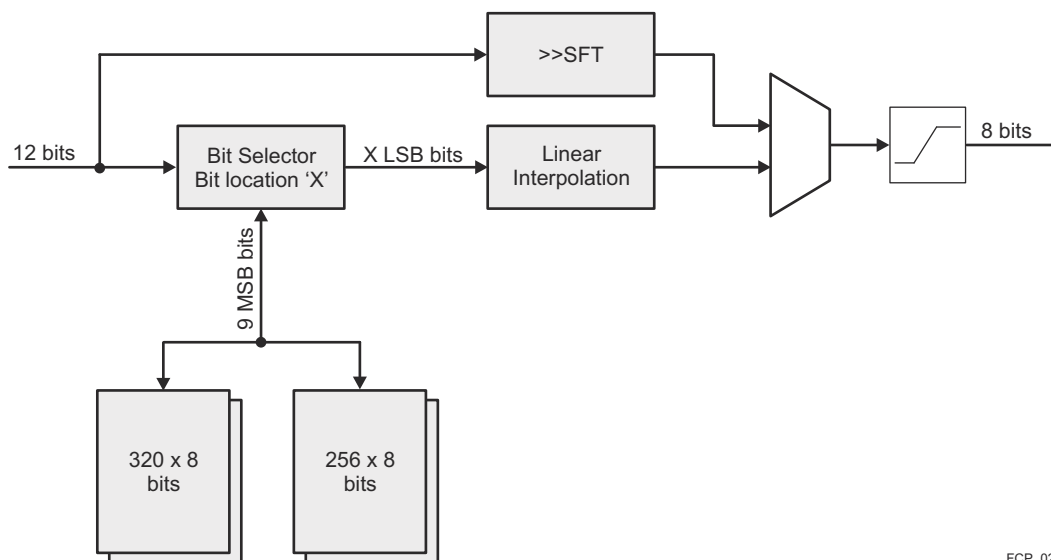 >>SFT
12 bits
Bit Selector
Bit location ‘X’
X LSB bits
Linear
Interpolation
8 bits
9 MSB bits
320 x 8
bits
256 x 8
bits